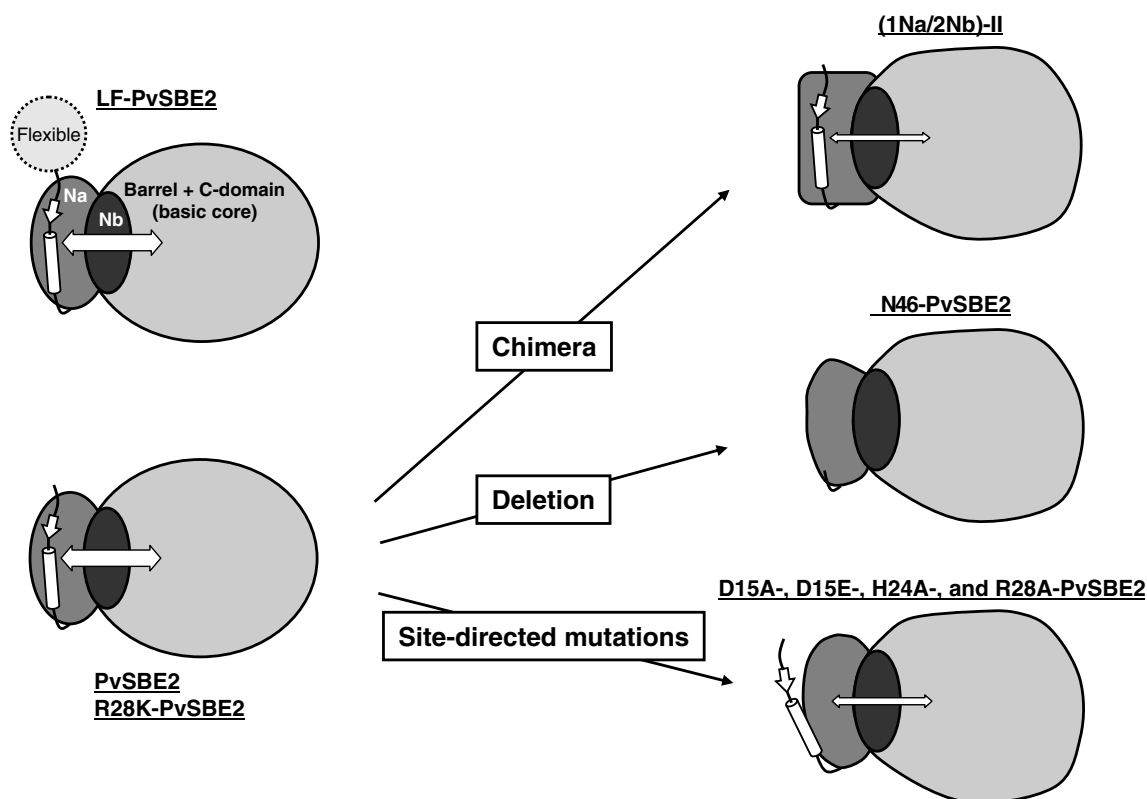 LF-PvSBE2
Flexible
Na
Nb
Barrel + C-domain
(basic core)
PvSBE2
R28K-PvSBE2
Chimera
Deletion
Site-directed mutations
(1Na/2Nb)-II
N46-PvSBE2
D15A-, D15E-, H24A-, and R28A-PvSBE2